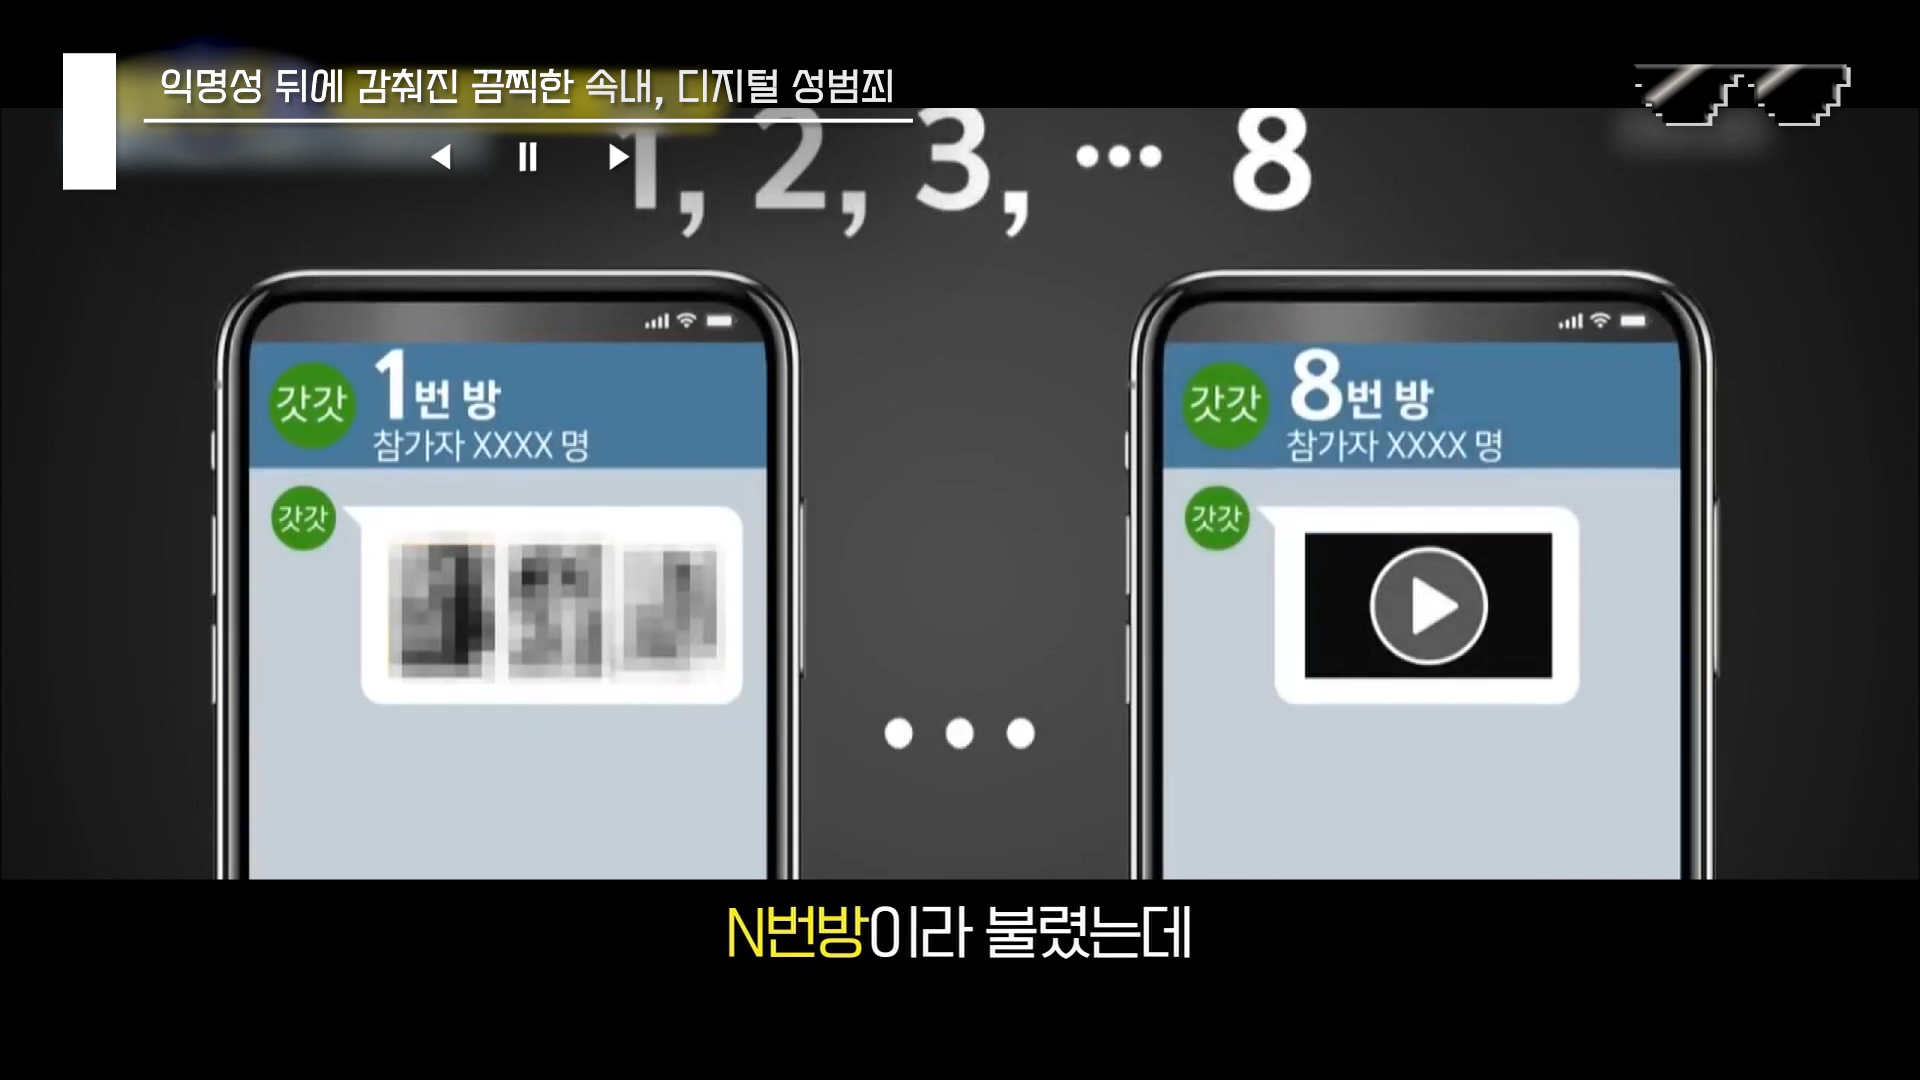 익명성 뒤에 감춰진 끔찍한 속내, 디지털 성범죄
1, 2, 3, ••• 8
갓갓 1번 방
참가자 XXXX 명
갓갓
갓갓 8번 방
참가자 XXXX 명
갓갓
•••
N번방이라 불렸는데